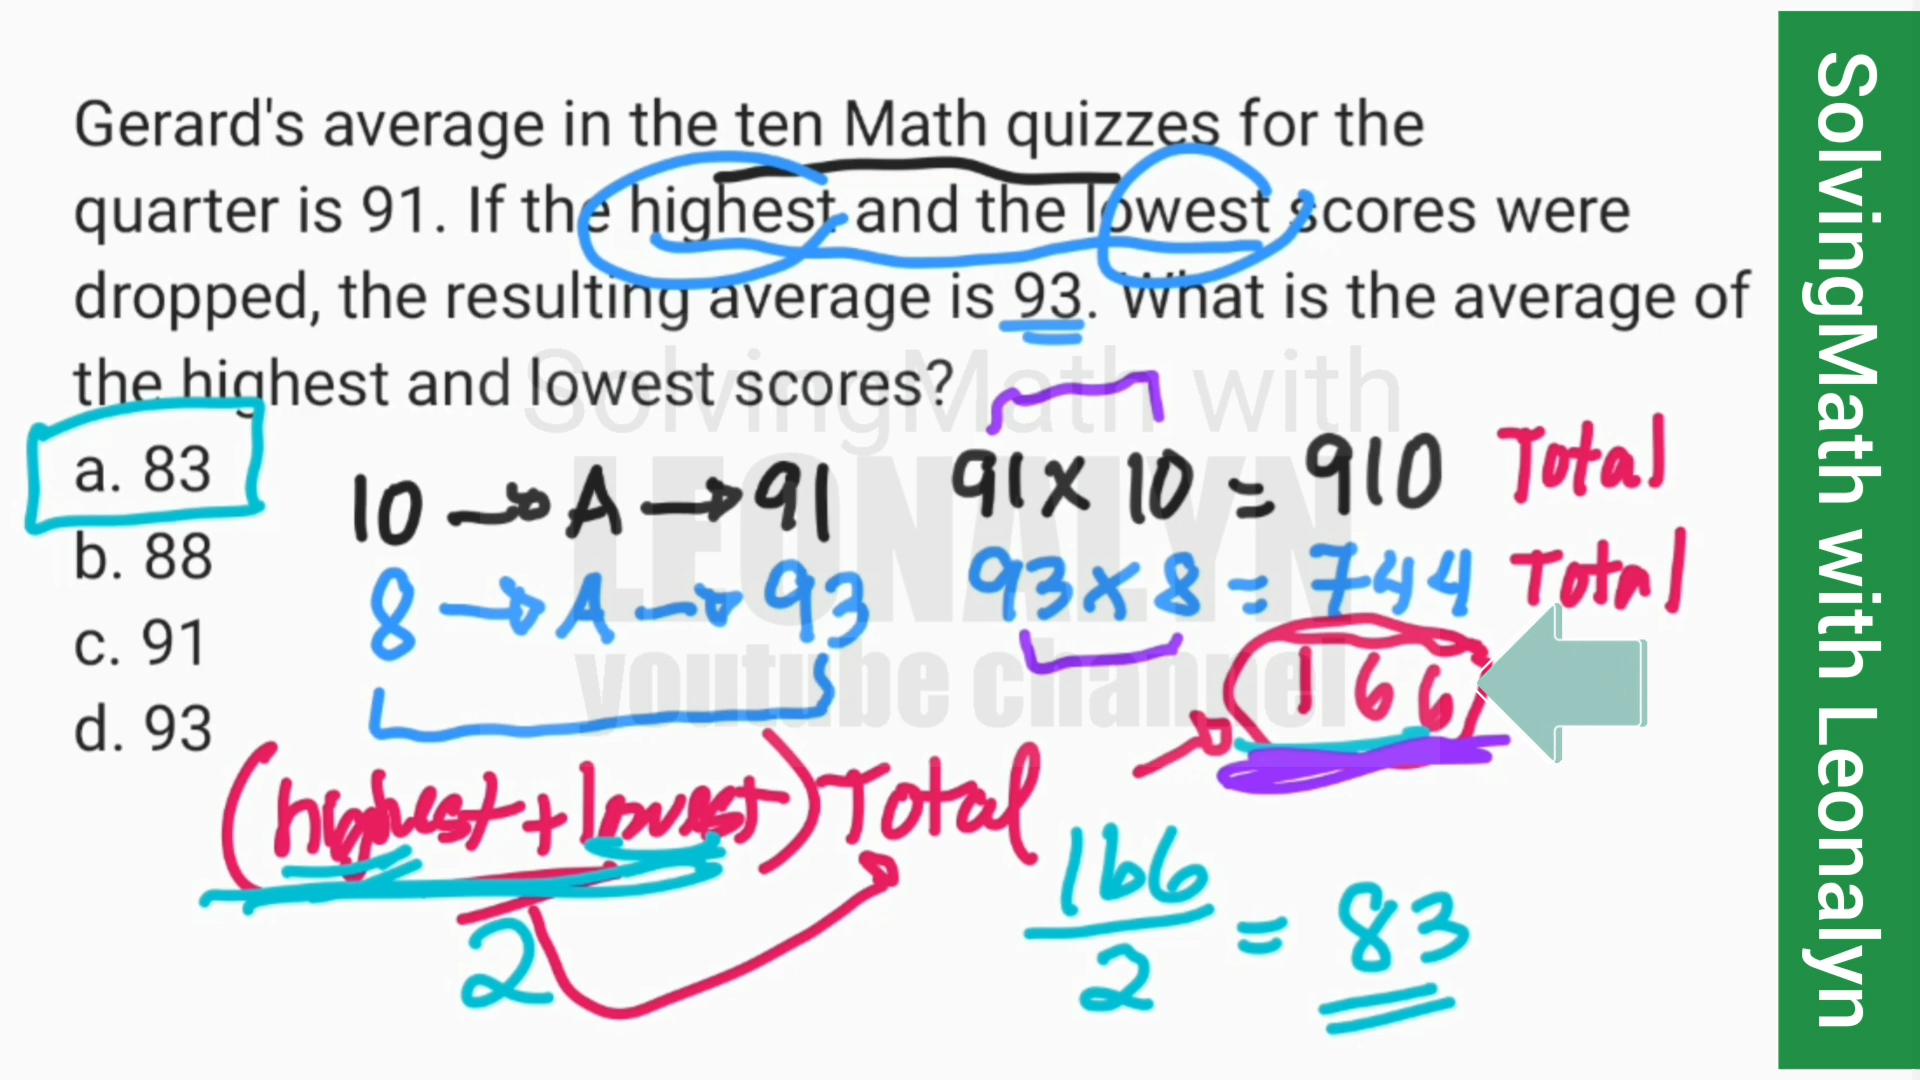 Gerard's average in the ten Math quizzes for the
quarter is 91. If the highest and the lowest scores were
dropped, the resulting average is 93. What is the average of
the highest and lowest scores?
a. 83
b. 88
c. 91
d. 93
10 → A → 91
91 x 10 = 910 Total
8 → A → 93
93 x 8 = 744 Total
166
(highest + lowest) Total
2
166
2
= 83
SolvingMath with
LEONALYN
youtube channel
SolvingMath with Leonalyn